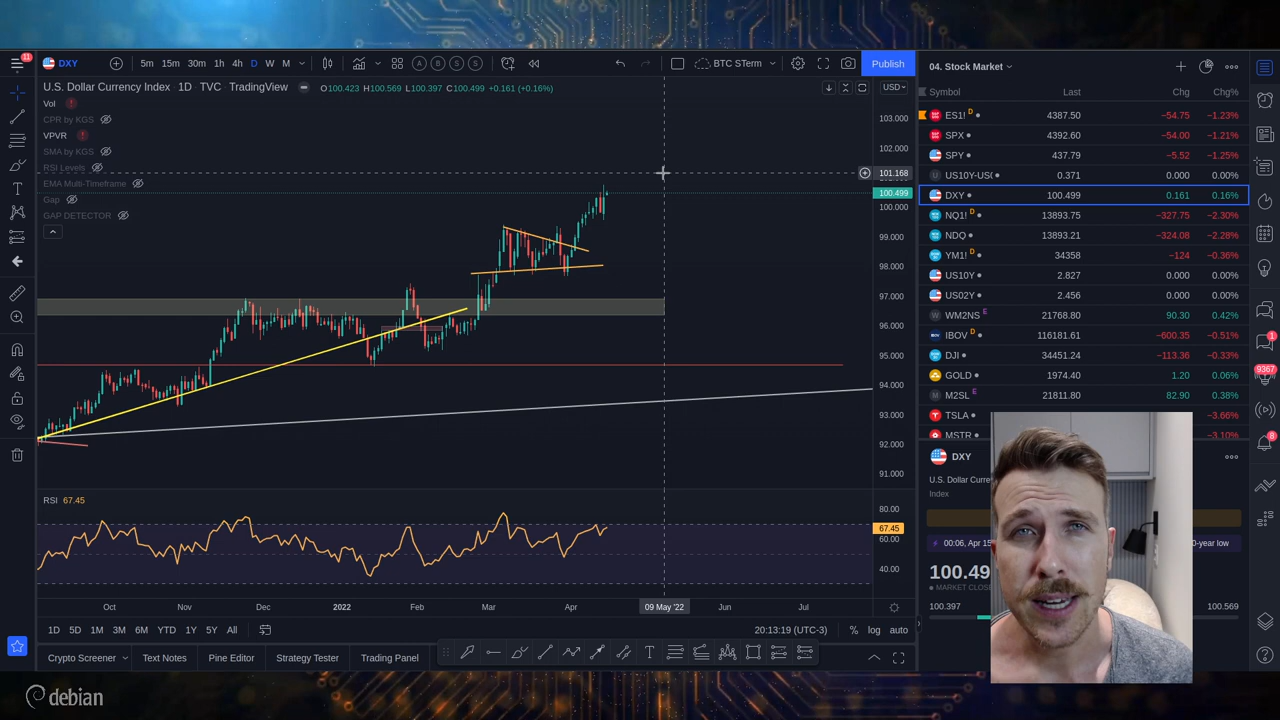 11
DXY
5m 15m 30m 1h 4h D W M
A B S S
BTC STerm
Publish
U.S. Dollar Currency Index · 1D · TVC · TradingView
O100.423 H100.569 L100.397 C100.499 +0.161 (+0.16%)
USD
Vol
CPR by KGS
VPVR
SMA by KGS
RSI Levels
EMA Multi-Timeframe
Gap
GAP DETECTOR
103.000
102.000
101.168
100.499
100.000
99.000
98.000
97.000
96.000
95.000
94.000
93.000
92.000
91.000
RSI 67.45
80.00
67.45
60.00
40.00
Oct Nov Dec 2022 Feb Mar Apr 09 May '22 Jun Jul
1D 5D 1M 3M 6M YTD 1Y 5Y All
20:13:19 (UTC-3) % log auto
Crypto Screener Text Notes Pine Editor Strategy Tester Trading Panel
debian
04. Stock Market
Symbol Last Chg Chg%
ES1! D 4387.50 −54.75 −1.23%
SPX 4392.60 −54.00 −1.21%
SPY 437.79 −5.52 −1.25%
US10Y-US( 0.371 0.000 0.00%
DXY 100.499 0.161 0.16%
NQ1! D 13893.75 −327.75 −2.30%
NDQ 13893.21 −324.08 −2.28%
YM1! D 34358 −124 −0.36%
US10Y 2.827 0.000 0.00%
US02Y 2.456 0.000 0.00%
WM2NS E 21768.80 90.30 0.42%
IBOV D 116181.61 −600.35 −0.51%
DJI 34451.24 −113.36 −0.33%
GOLD 1974.40 1.20 0.06%
M2SL E 21811.80 82.90 0.38%
TSLA −3.66%
MSTR −3.10%
DXY
U.S. Dollar Curre
Index
00:06, Apr 15
0-year low
100.49
MARKET CLOSE
100.397 100.569
1
9367
8